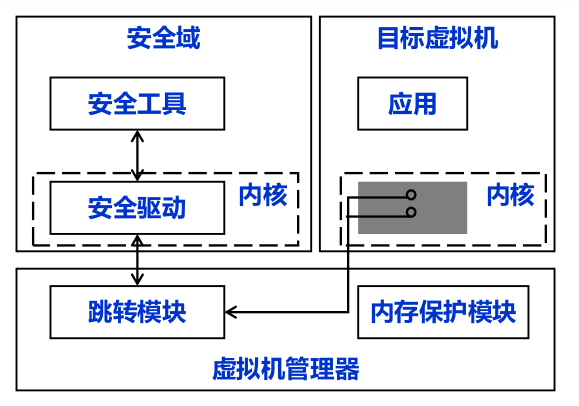 安全域
目标虚拟机
安全工具
应用
安全驱动
内核
内核
跳转模块
内存保护模块
虚拟机管理器